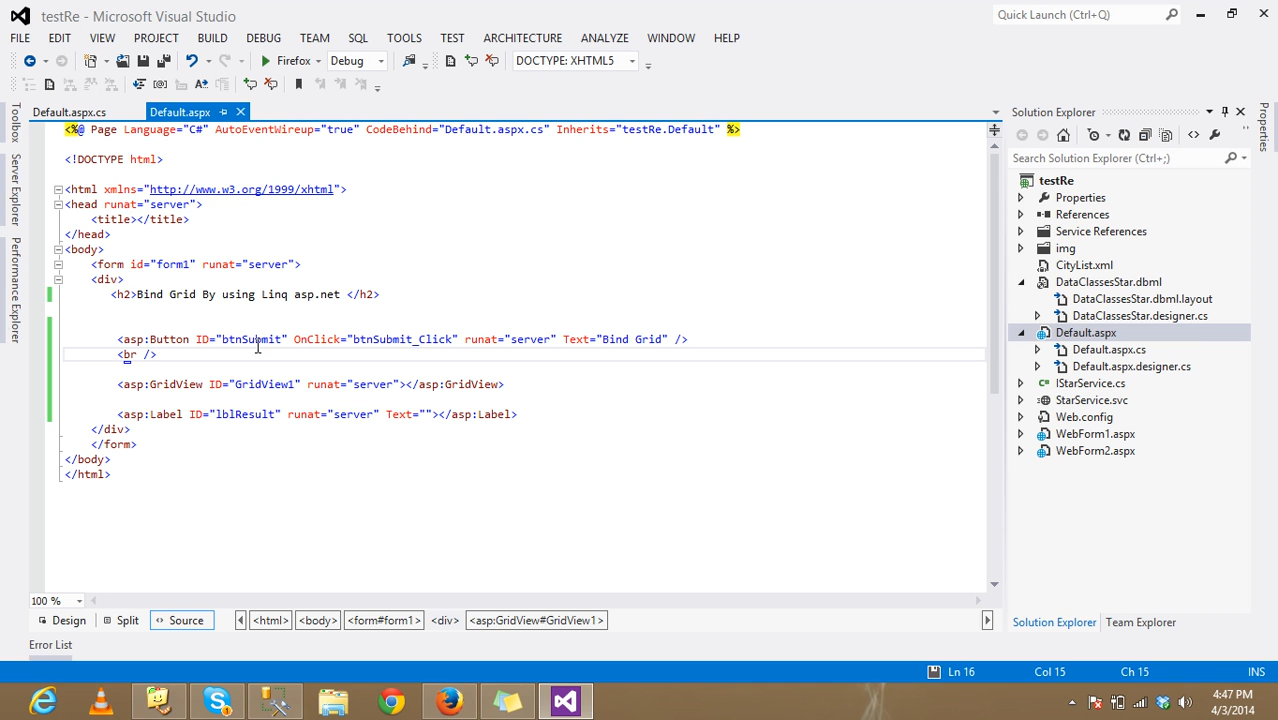 testRe - Microsoft Visual Studio
Quick Launch (Ctrl+Q)
FILE EDIT VIEW PROJECT BUILD DEBUG TEAM SQL TOOLS TEST ARCHITECTURE ANALYZE WINDOW HELP
Firefox Debug DOCTYPE: XHTML5
Default.aspx.cs Default.aspx
Toolbox
Server Explorer
Performance Explorer
<%@ Page Language="C#" AutoEventWireup="true" CodeBehind="Default.aspx.cs" Inherits="testRe.Default" %>
<!DOCTYPE html>
<html xmlns="http://www.w3.org/1999/xhtml">
<head runat="server">
<title></title>
</head>
<body>
<form id="form1" runat="server">
<div>
<h2>Bind Grid By using Linq asp.net </h2>
<asp:Button ID="btnSubmit" OnClick="btnSubmit_Click" runat="server" Text="Bind Grid" />
<br />
<asp:GridView ID="GridView1" runat="server"></asp:GridView>
<asp:Label ID="lblResult" runat="server" Text=""></asp:Label>
</div>
</form>
</body>
</html>
100 %
Design Split Source <html> <body> <form#form1> <div> <asp:GridView#GridView1>
Error List
Solution Explorer
Search Solution Explorer (Ctrl+;)
testRe
Properties
References
Service References
img
CityList.xml
DataClassesStar.dbml
DataClassesStar.dbml.layout
DataClassesStar.designer.cs
Default.aspx
Default.aspx.cs
Default.aspx.designer.cs
IStarService.cs
StarService.svc
Web.config
WebForm1.aspx
WebForm2.aspx
Solution Explorer Team Explorer
Properties
Ln 16 Col 15 Ch 15 INS
4:47 PM
4/3/2014